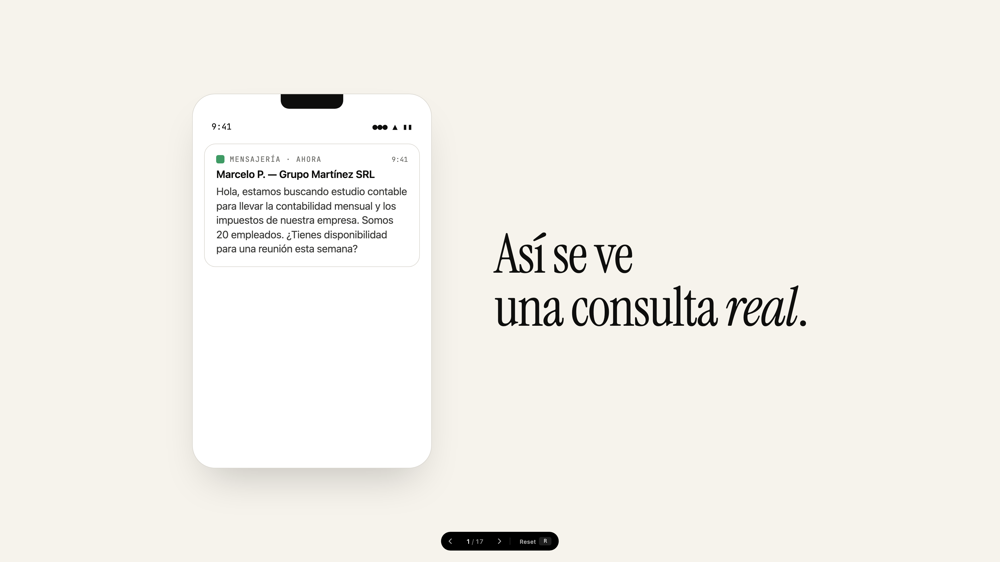 9:41
MENSAJERÍA · AHORA 9:41
Marcelo P. — Grupo Martínez SRL
Hola, estamos buscando estudio contable
para llevar la contabilidad mensual y los
impuestos de nuestra empresa. Somos
20 empleados. ¿Tienes disponibilidad
para una reunión esta semana?
Así se ve
una consulta real.
1 / 17 Reset R